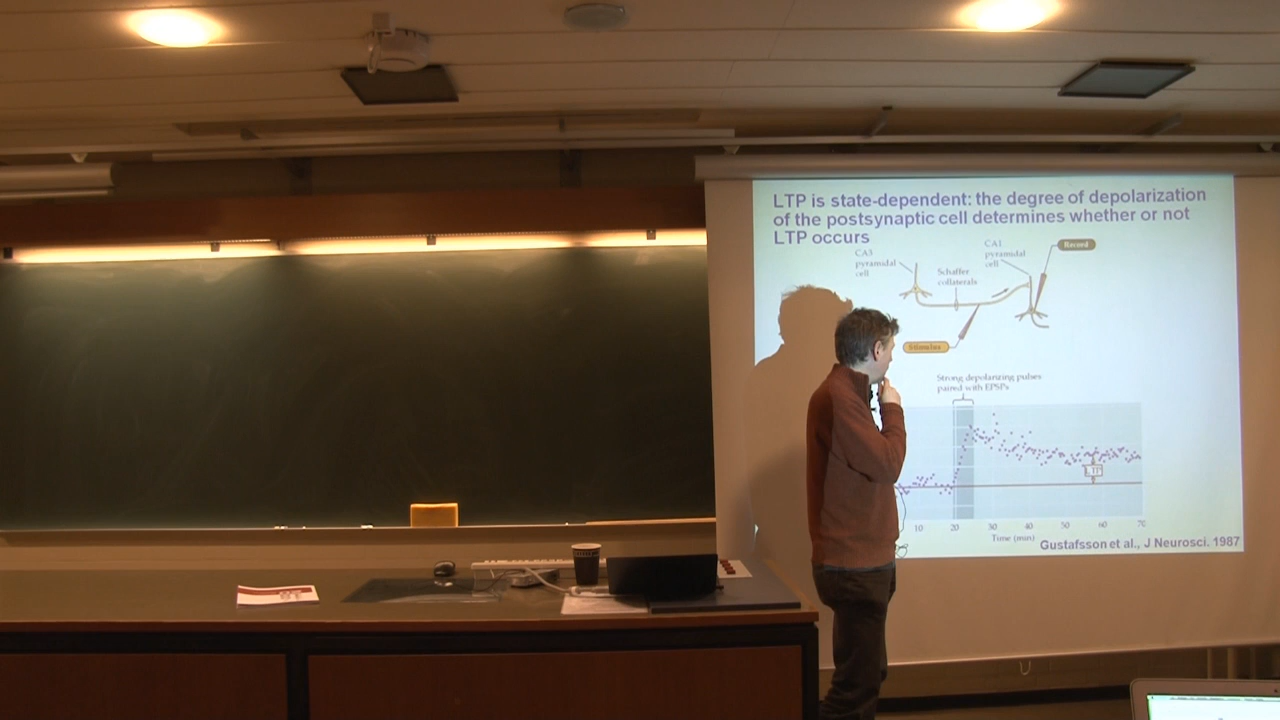 LTP is state-dependent: the degree of depolarization
of the postsynaptic cell determines whether or not
LTP occurs
CA3
pyramidal
cell
Schaffer
collaterals
CA1
pyramidal
cell
Record
Stimulus
Strong depolarizing pulses
paired with EPSPs
LTP
10 20 30 40 50 60 70
Time (min)
Gustafsson et al., J Neurosci. 1987